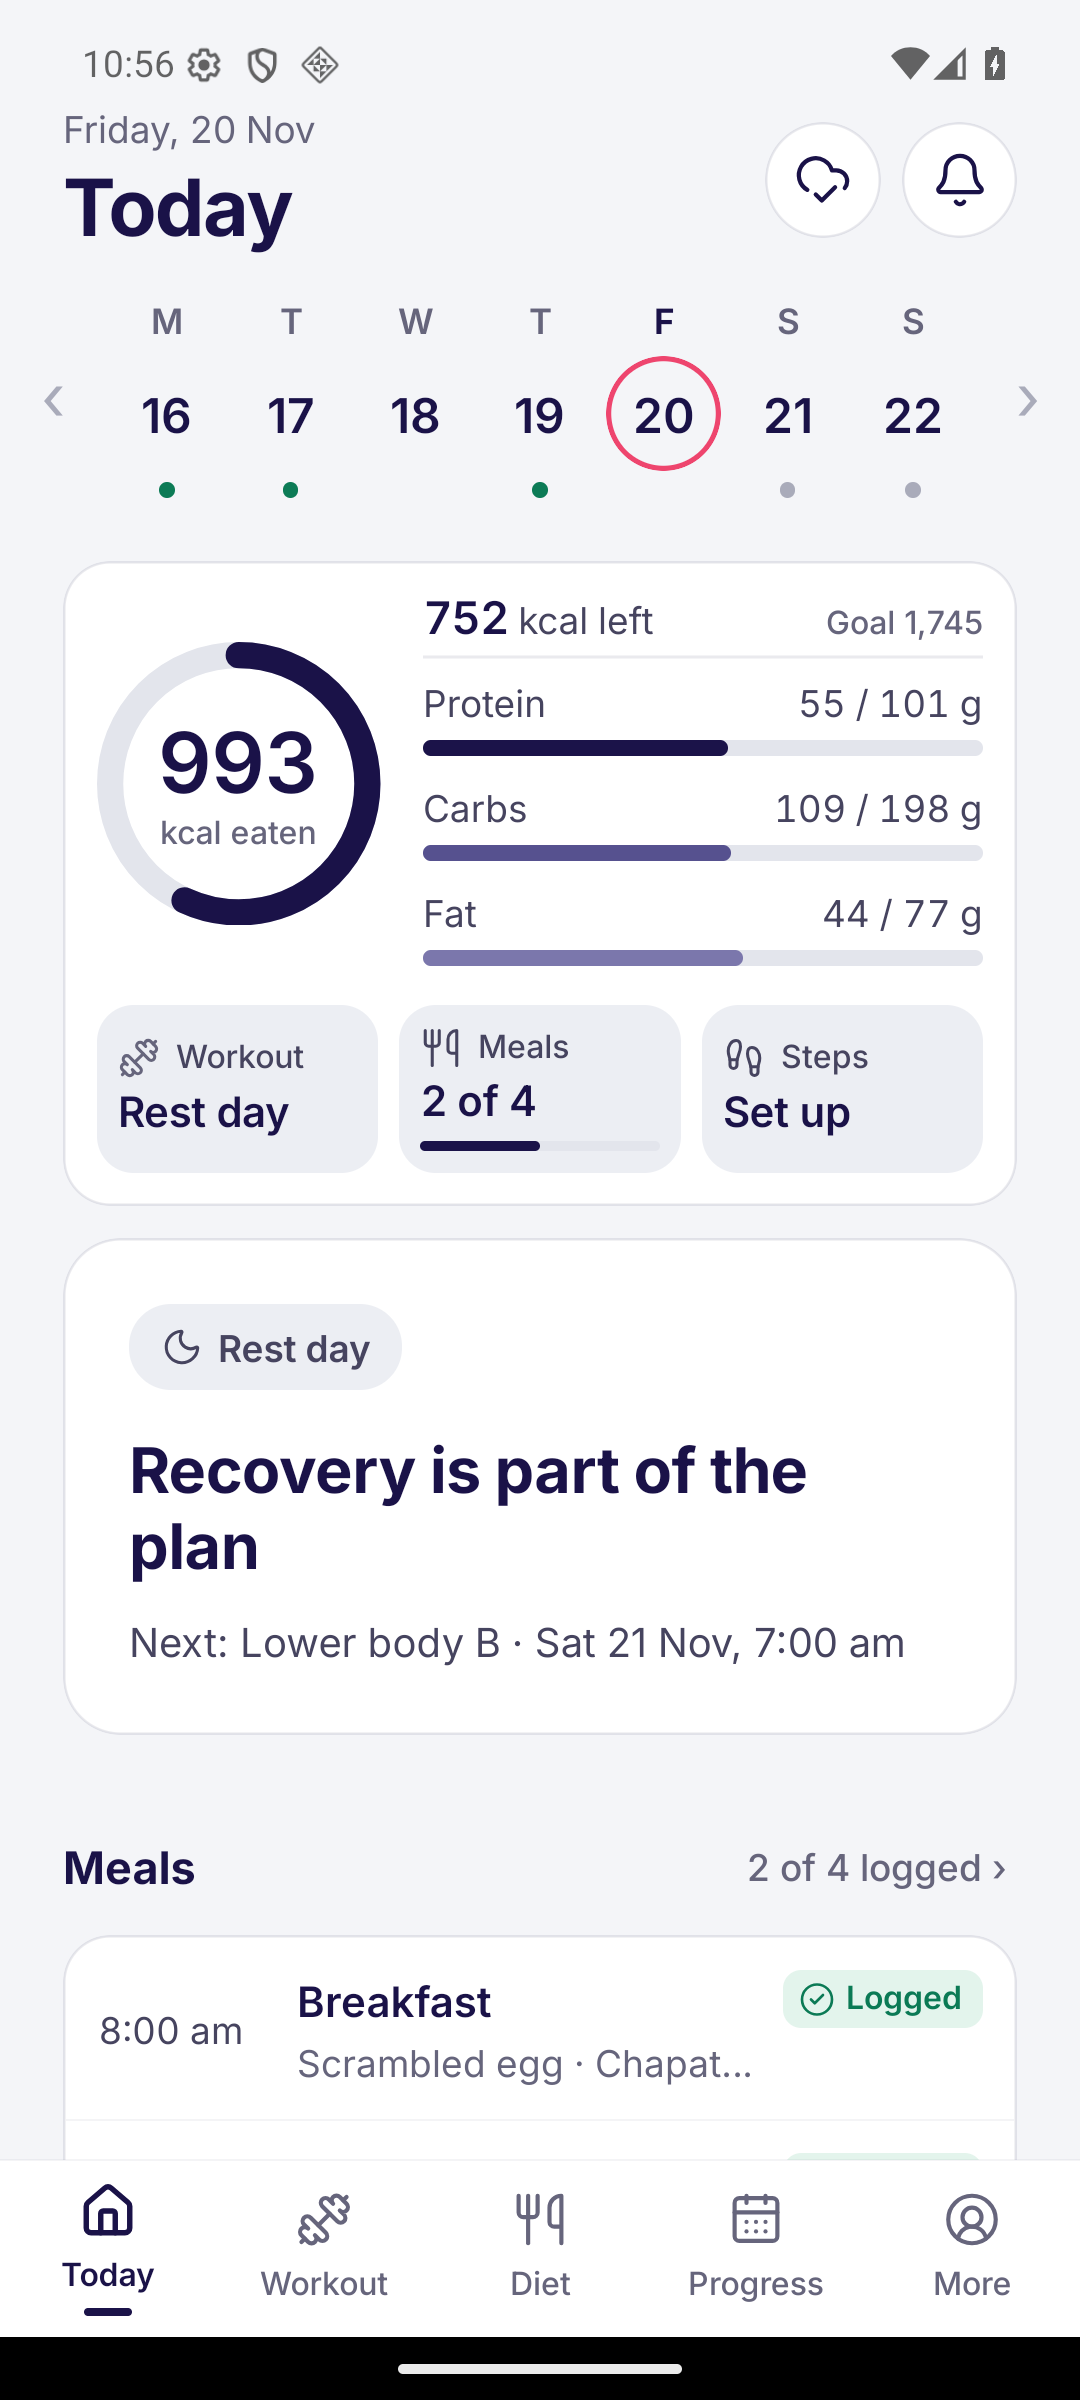 10:56
Friday, 20 Nov
Today
M T W T F S S
‹ 16 17 18 19 20 21 22 ›
752 kcal left Goal 1,745
993
kcal eaten
Protein 55 / 101 g
Carbs 109 / 198 g
Fat 44 / 77 g
Workout
Rest day
Meals
2 of 4
Steps
Set up
Rest day
Recovery is part of the
plan
Next: Lower body B · Sat 21 Nov, 7:00 am
Meals 2 of 4 logged ›
8:00 am
Breakfast
Scrambled egg · Chapat...
Logged
Today Workout Diet Progress More